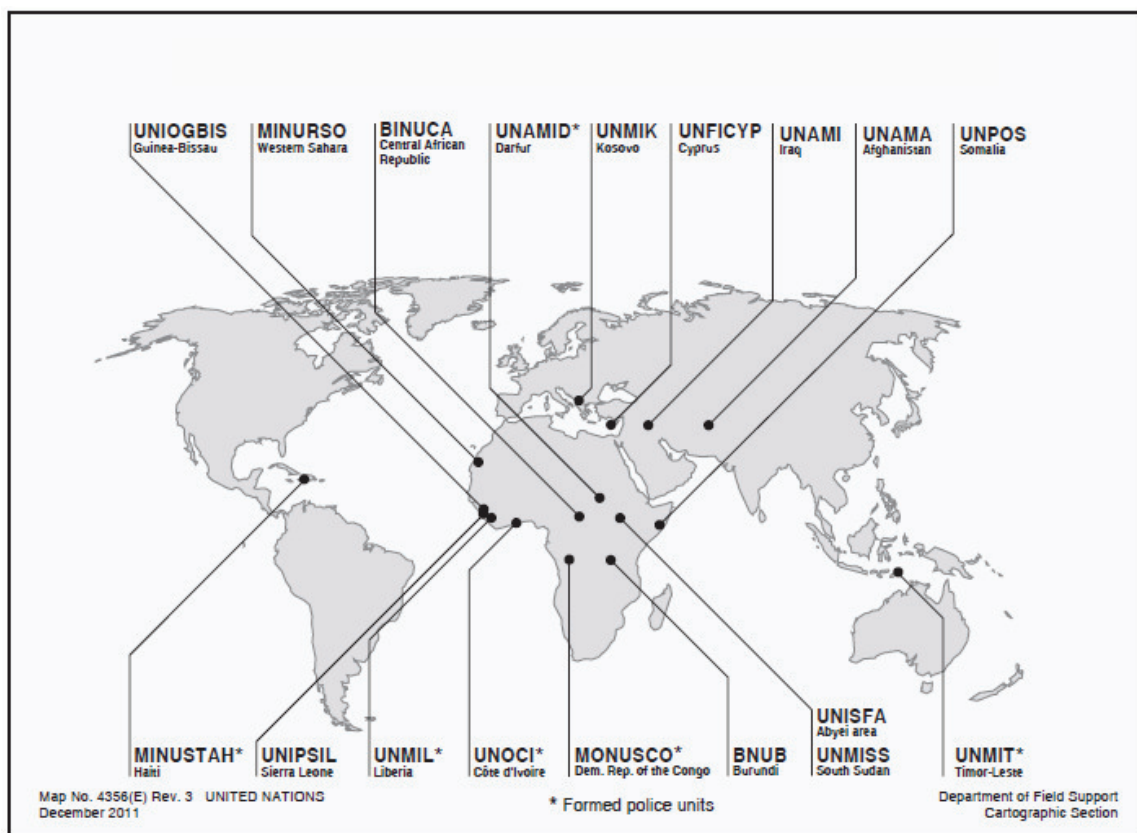 UNIOGBIS
Guinea-Bissau
MINURSO
Western Sahara
BINUCA
Central African
Republic
UNAMID*
Darfur
UNMIK
Kosovo
UNFICYP
Cyprus
UNAMI
Iraq
UNAMA
Afghanistan
UNPOS
Somalia
MINUSTAH*
Haiti
UNIPSIL
Sierra Leone
UNMIL*
Liberia
UNOCI*
Côte d'Ivoire
MONUSCO*
Dem. Rep. of the Congo
BNUB
Burundi
UNISFA
Abyei area
UNMISS
South Sudan
UNMIT*
Timor-Leste
Map No. 4356(E) Rev. 3 UNITED NATIONS
December 2011
* Formed police units
Department of Field Support
Cartographic Section